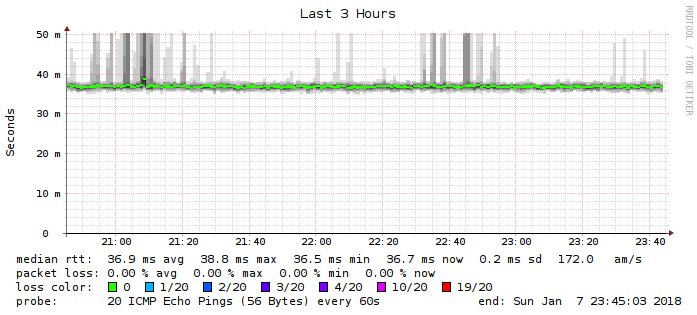 Last 3 Hours
RRDTOOL / TOBI OETIKER
Seconds
50 m
40 m
30 m
20 m
10 m
0
21:00 21:20 21:40 22:00 22:20 22:40 23:00 23:20 23:40
median rtt: 36.9 ms avg 38.8 ms max 36.5 ms min 36.7 ms now 0.2 ms sd 172.0 am/s
packet loss: 0.00 % avg 0.00 % max 0.00 % min 0.00 % now
loss color: 0 1/20 2/20 3/20 4/20 10/20 19/20
probe: 20 ICMP Echo Pings (56 Bytes) every 60s end: Sun Jan 7 23:45:03 2018